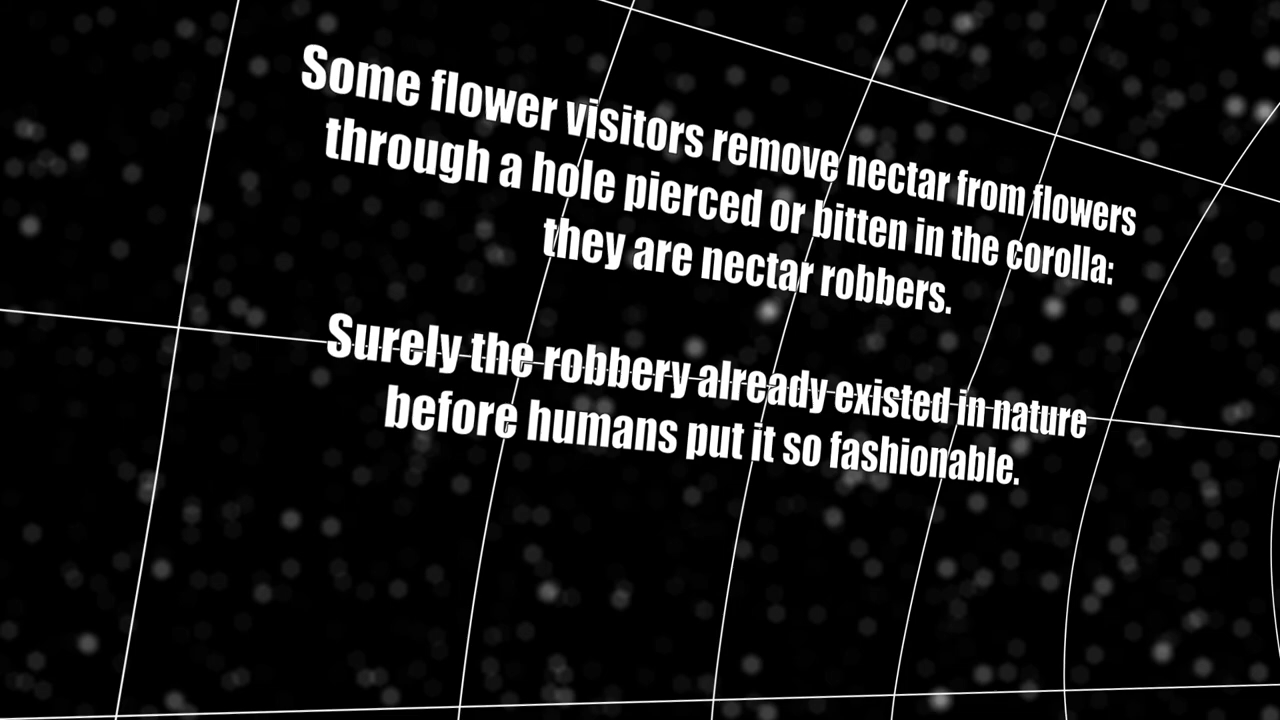 Some flower visitors remove nectar from flowers
through a hole pierced or bitten in the corolla:
they are nectar robbers.
Surely the robbery already existed in nature
before humans put it so fashionable.